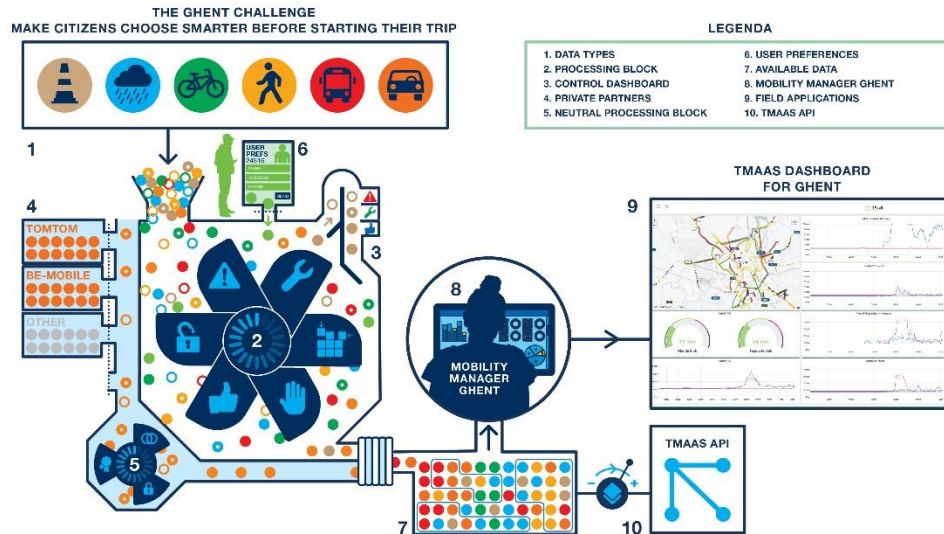 THE GHENT CHALLENGE
MAKE CITIZENS CHOOSE SMARTER BEFORE STARTING THEIR TRIP
LEGENDA
1. DATA TYPES
2. PROCESSING BLOCK
3. CONTROL DASHBOARD
4. PRIVATE PARTNERS
5. NEUTRAL PROCESSING BLOCK
6. USER PREFERENCES
7. AVAILABLE DATA
8. MOBILITY MANAGER GHENT
9. FIELD APPLICATIONS
10. TMAAS API
1
6
USER
PREFS
24516
4
TOMTOM
BE-MOBILE
OTHER
3
2
5
8
MOBILITY
MANAGER
GHENT
TMAAS DASHBOARD
FOR GHENT
9
7
- +
10
TMAAS API